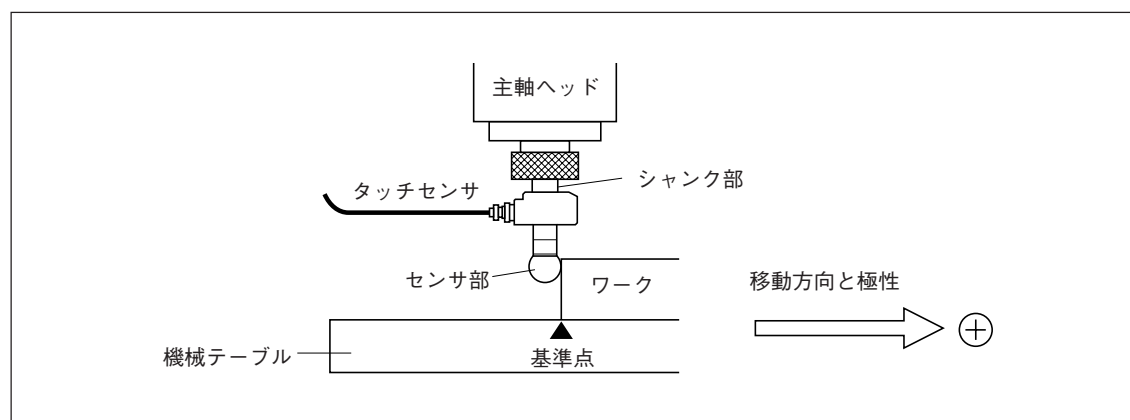 主軸ヘッド
シャンク部
タッチセンサ
センサ部
ワーク
移動方向と極性
機械テーブル
基準点